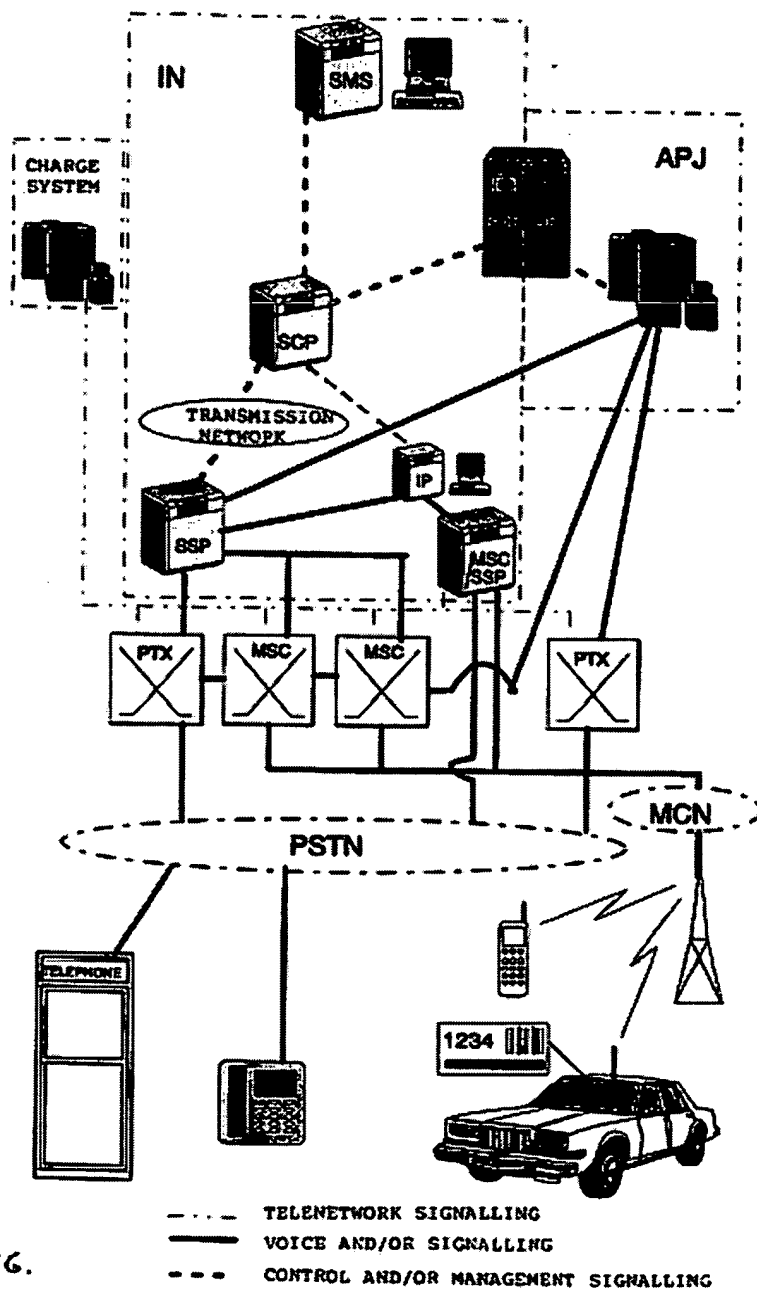 IN
SMS
CHARGE
SYSTEM
APJ
SCP
TRANSMISSION
NETWORK
IP
SSP
MSC
SSP
PTX
MSC
MSC
PTX
MCN
PSTN
TELEPHONE
1234
TELENETWORK SIGNALLING
VOICE AND/OR SIGNALLING
CONTROL AND/OR MANAGEMENT SIGNALLING